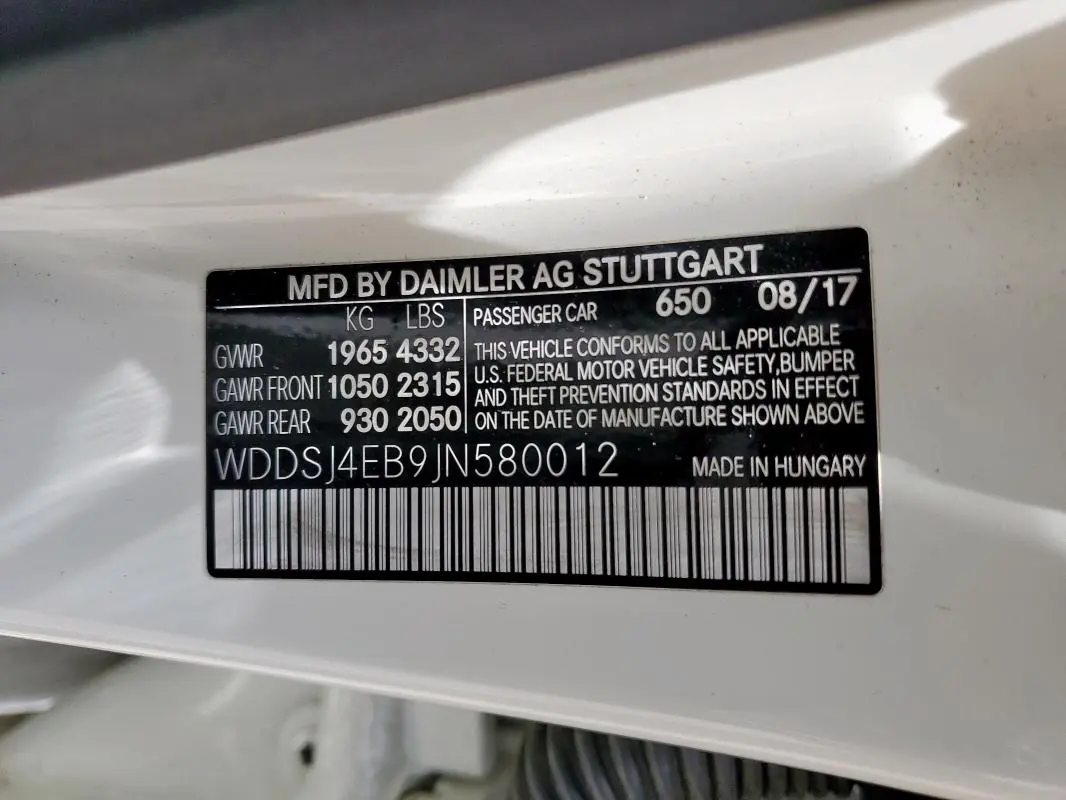 MFD BY DAIMLER AG STUTTGART
KG LBS
GVWR 1965 4332
GAWR FRONT 1050 2315
GAWR REAR 930 2050
PASSENGER CAR 650 08/17
THIS VEHICLE CONFORMS TO ALL APPLICABLE
U.S. FEDERAL MOTOR VEHICLE SAFETY,BUMPER
AND THEFT PREVENTION STANDARDS IN EFFECT
ON THE DATE OF MANUFACTURE SHOWN ABOVE
WDDSJ4EB9JN580012 MADE IN HUNGARY